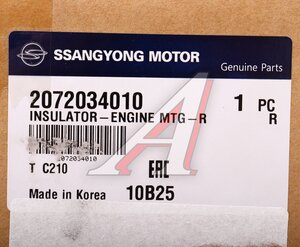 SSANGYONG MOTOR
Genuine Parts
2072034010 1 PC
INSULATOR-ENGINE MTG-R R
T C210 EAC
2072034010
Made in Korea 10B25